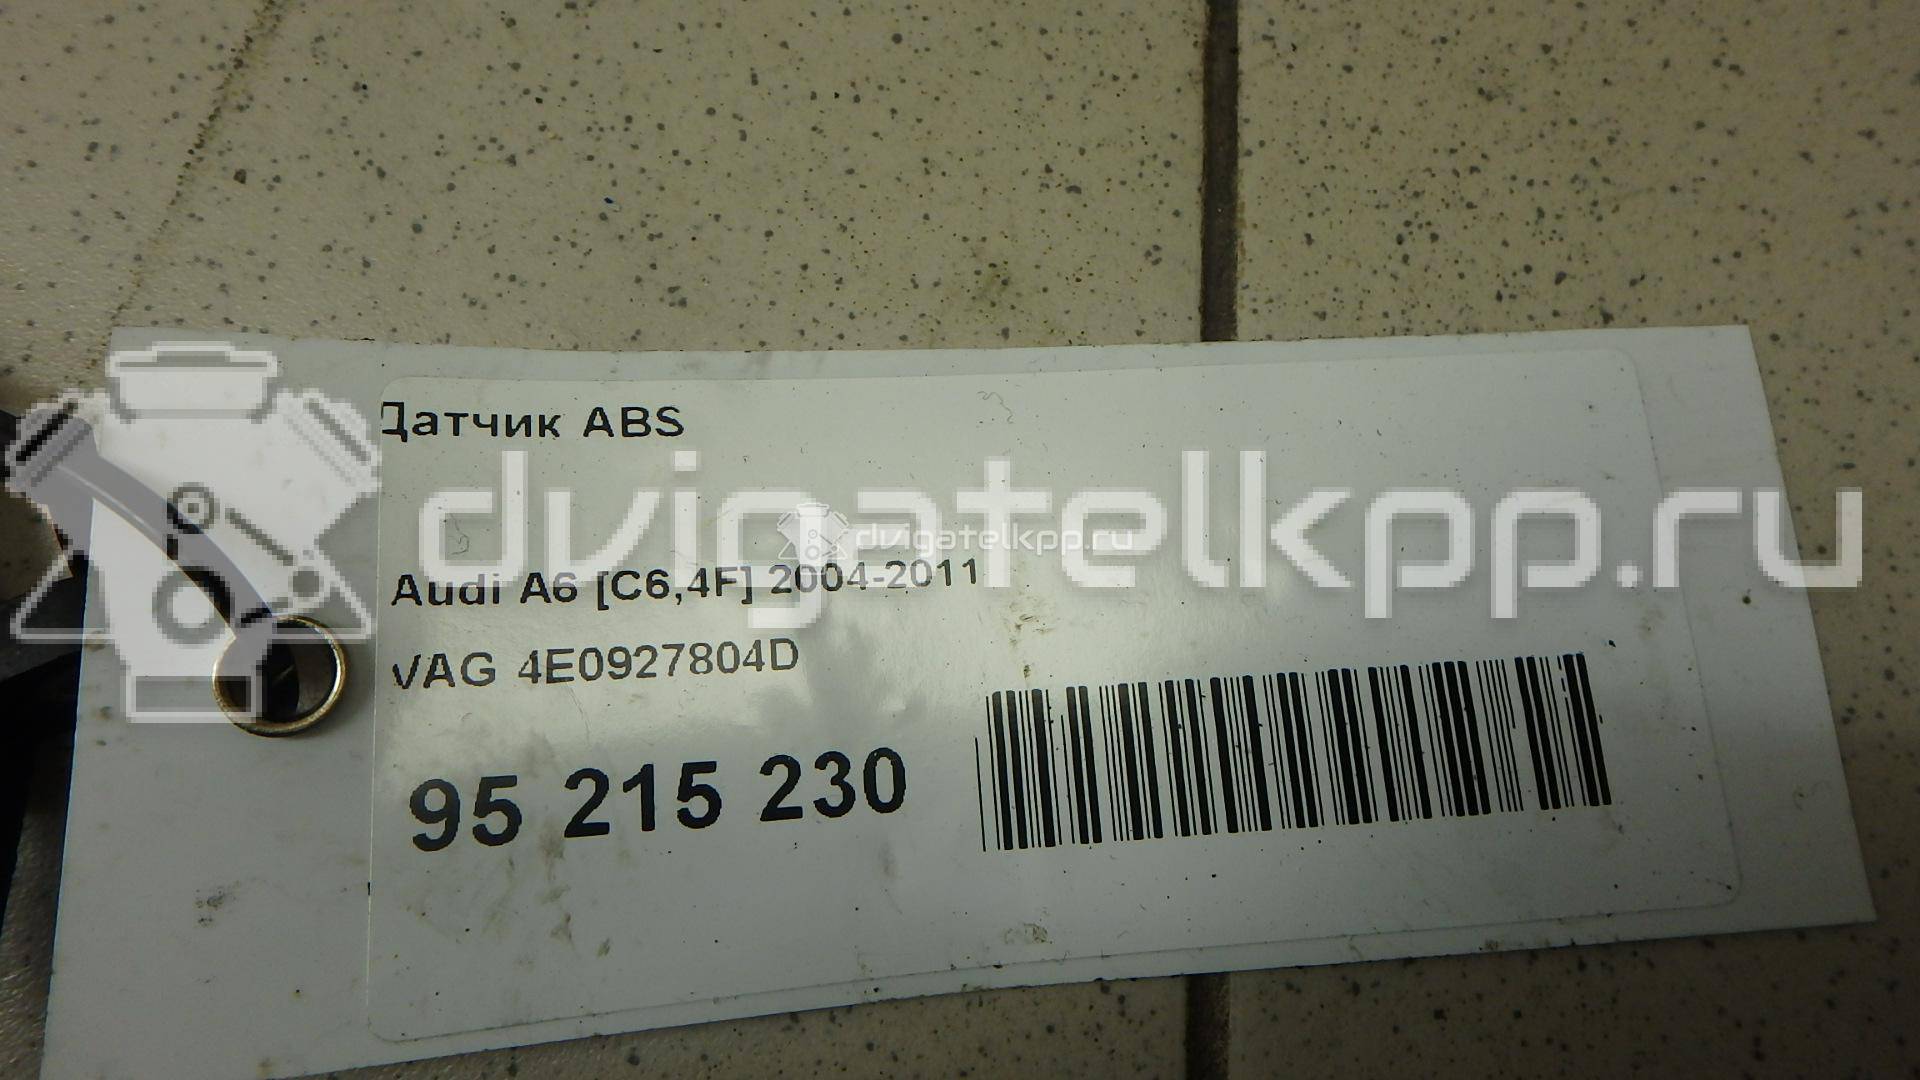 Датчик ABS
dvigatelkpp.ru
dvigatelkpp.ru
Audi A6 [C6,4F] 2004-2011
VAG 4E0927804D
95 215 230